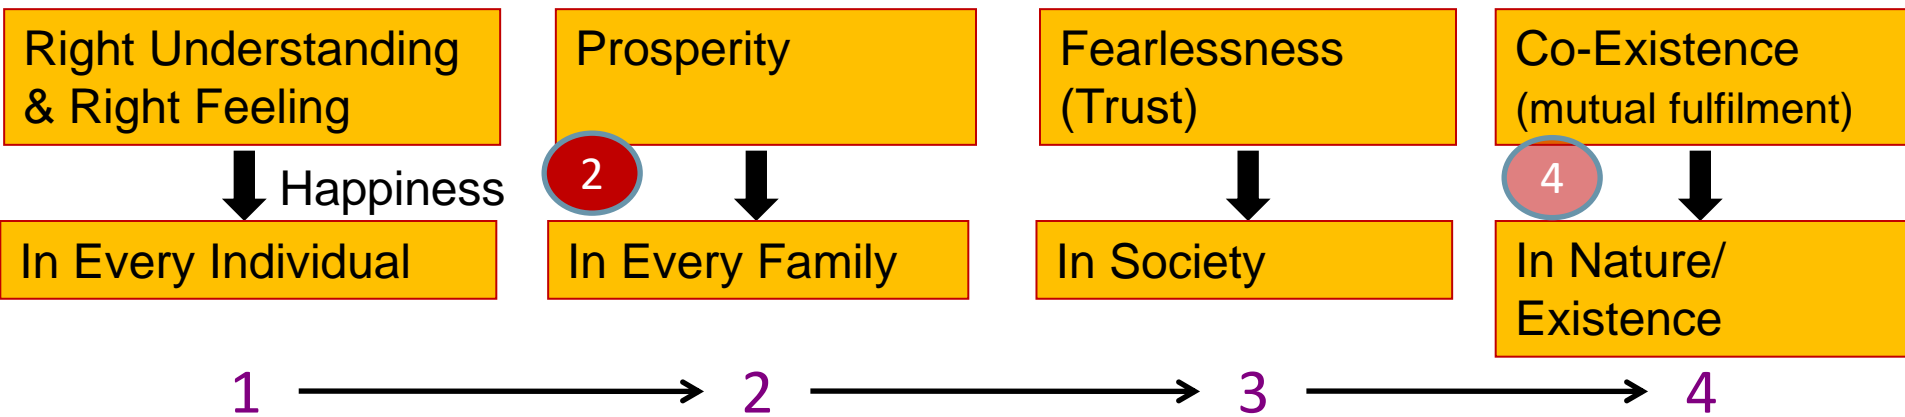 Right Understanding
& Right Feeling
Prosperity
Fearlessness
(Trust)
Co-Existence
(mutual fulfilment)
Happiness
2
4
In Every Individual
In Every Family
In Society
In Nature/
Existence
1
2
3
4